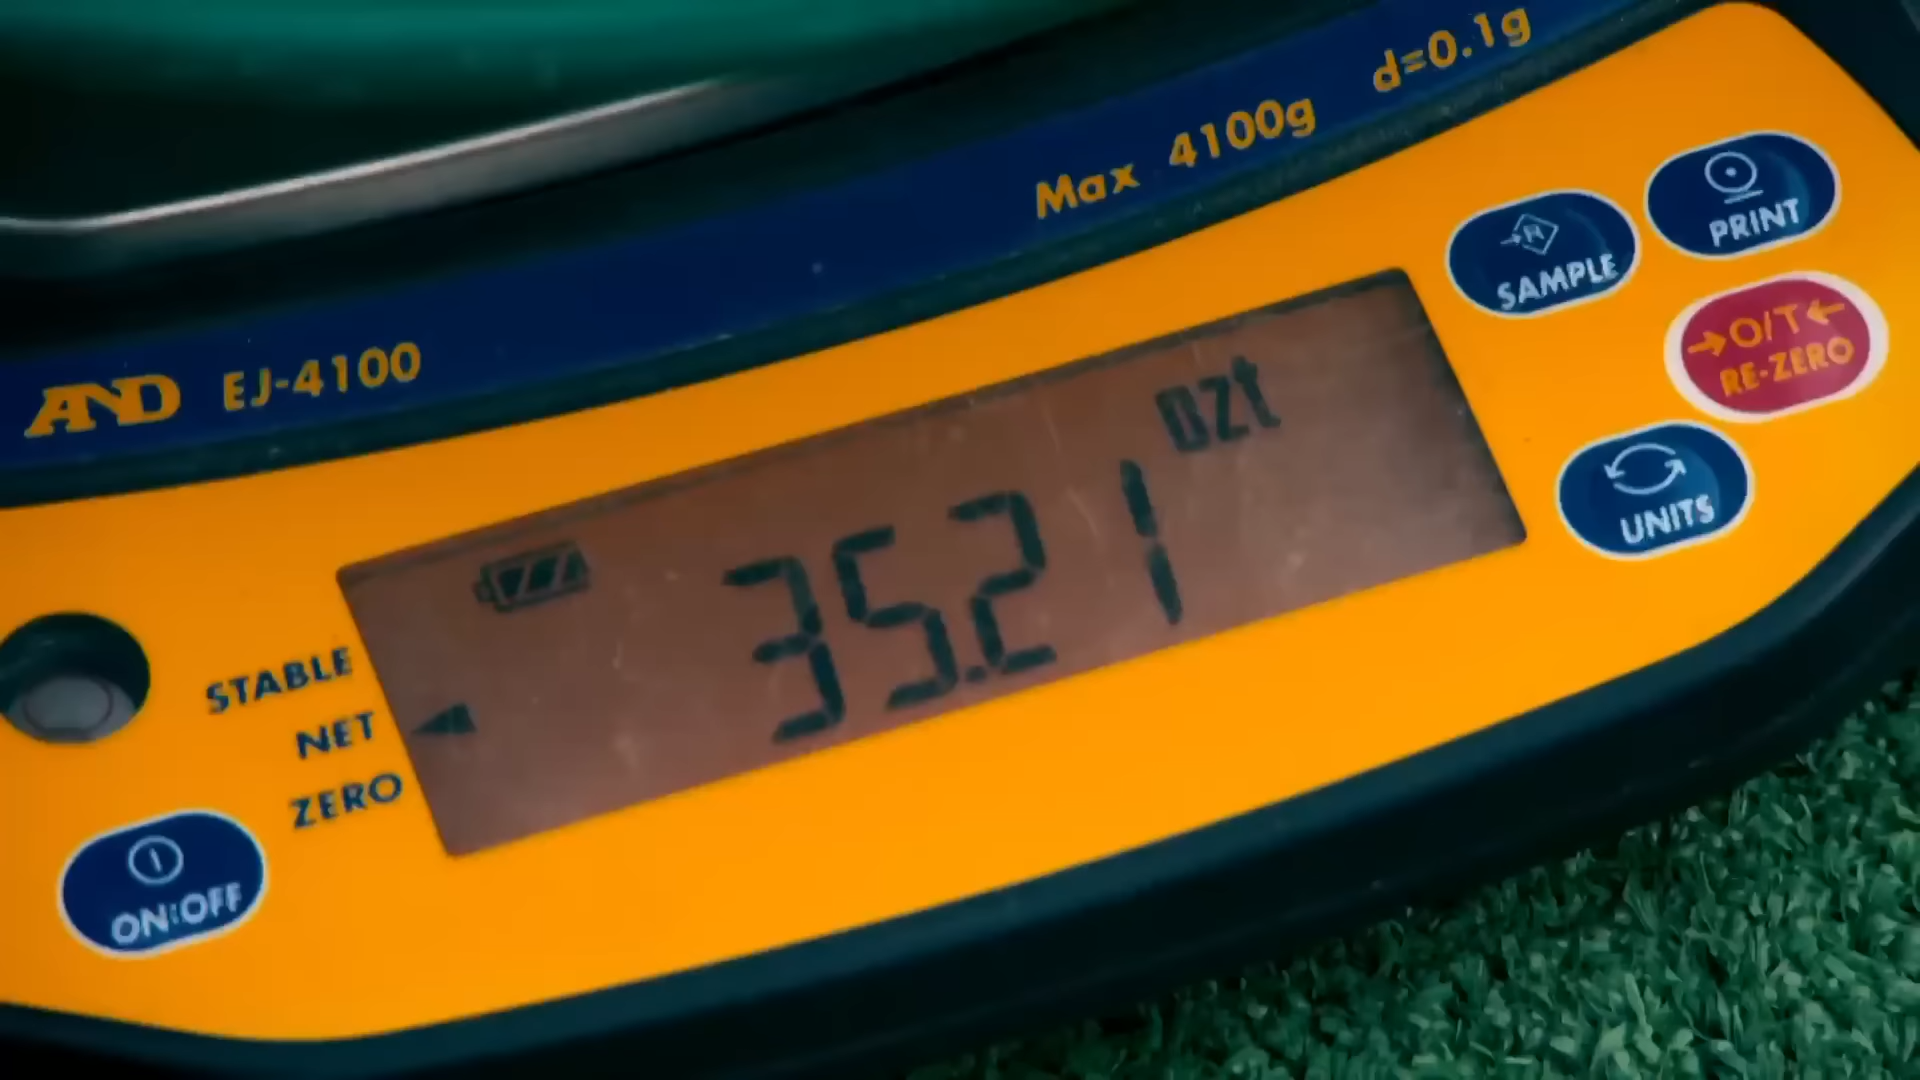 d=0.1g
Max 4100g
AND EJ-4100
PRINT
SAMPLE
→O/T←
RE-ZERO
UNITS
ozt
35.21
STABLE
NET
ZERO
ON:OFF